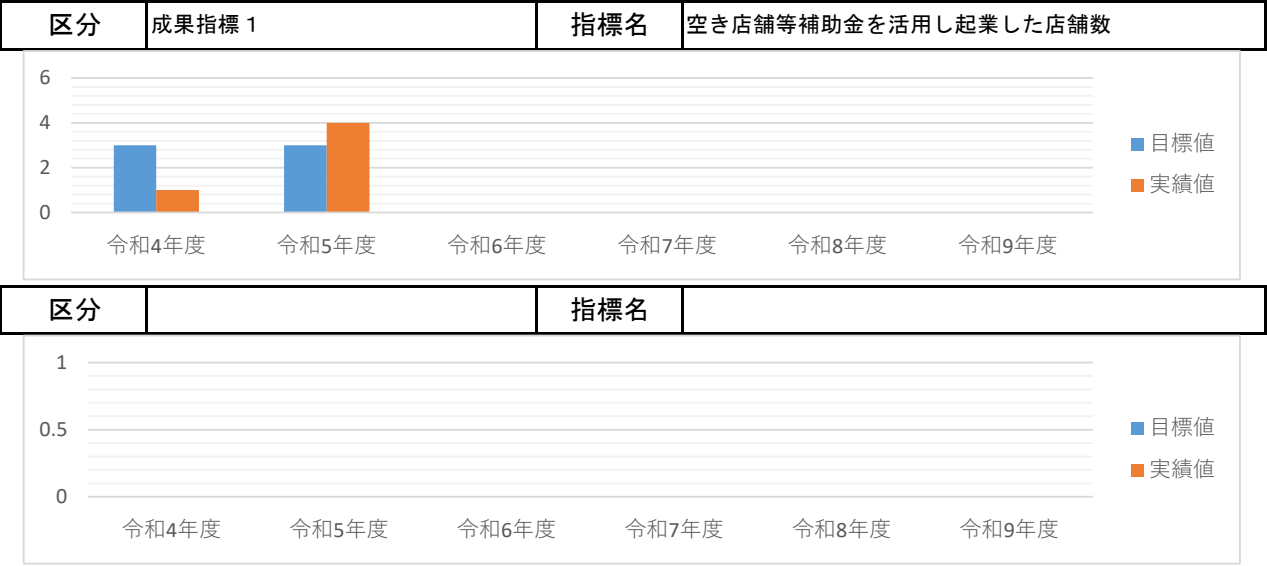 区分 成果指標１ 指標名 空き店舗等補助金を活用し起業した店舗数
6
4
2
0
令和4年度 令和5年度 令和6年度 令和7年度 令和8年度 令和9年度
目標値
実績値
区分 指標名
1
0.5
0
令和4年度 令和5年度 令和6年度 令和7年度 令和8年度 令和9年度
目標値
実績値